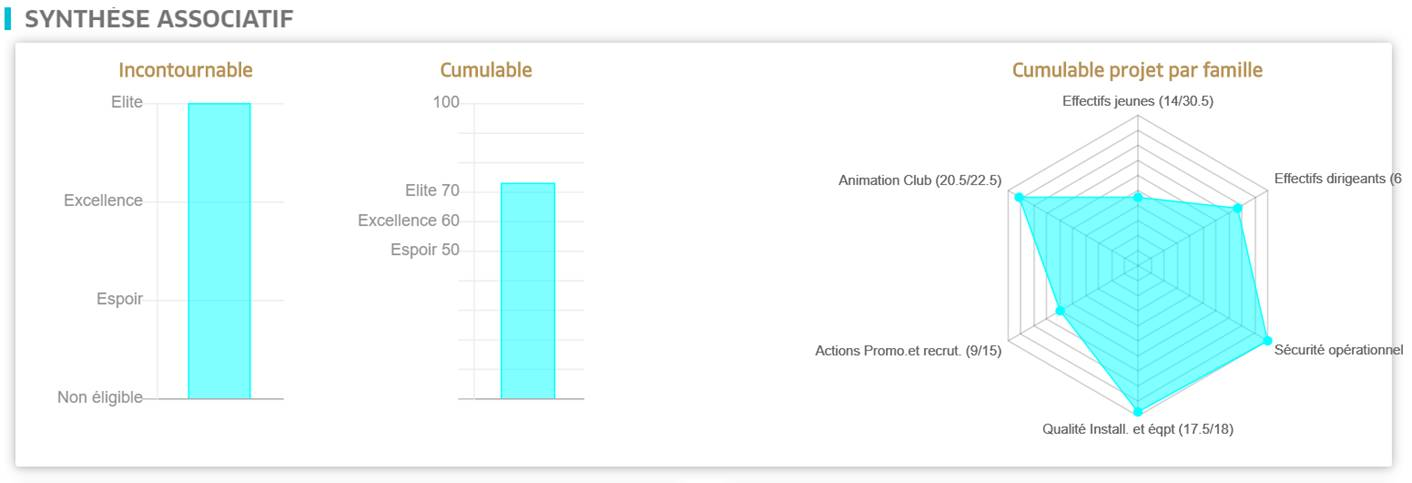 SYNTHÈSE ASSOCIATIF
Incontournable
Elite
Excellence
Espoir
Non éligible
Cumulable
100
Elite 70
Excellence 60
Espoir 50
Cumulable projet par famille
Effectifs jeunes (14/30.5)
Animation Club (20.5/22.5)
Effectifs dirigeants (6
Actions Promo.et recrut. (9/15)
Sécurité opérationnel
Qualité Install. et éqpt (17.5/18)